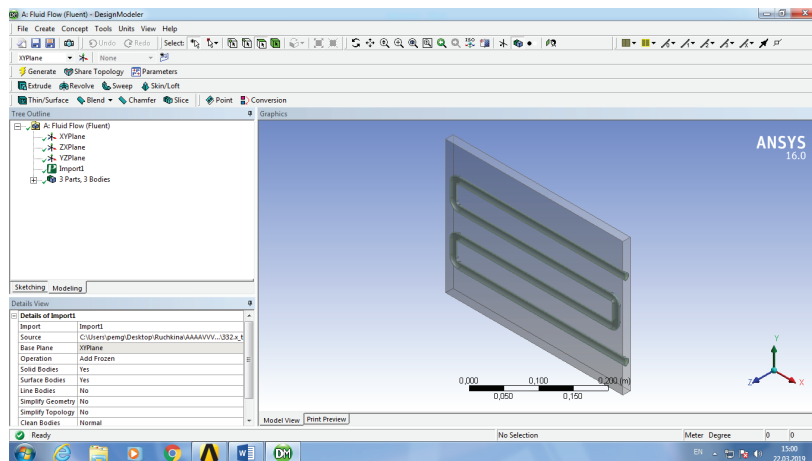 A: Fluid Flow (Fluent) - DesignModeler
File Create Concept Tools Units View Help
Undo Redo Select:
XYPlane None
Generate Share Topology Parameters
Extrude Revolve Sweep Skin/Loft
Thin/Surface Blend Chamfer Slice Point Conversion
Tree Outline
A: Fluid Flow (Fluent)
XYPlane
ZXPlane
YZPlane
Import1
3 Parts, 3 Bodies
Sketching Modeling
Details View
Details of Import1
Import Import1
Source C:\Users\pemg\Desktop\Ruchkina\AAAAVVV...\332.x_t
Base Plane XYPlane
Operation Add Frozen
Solid Bodies Yes
Surface Bodies Yes
Line Bodies No
Simplify Geometry No
Simplify Topology No
Clean Bodies Normal
Graphics
ANSYS
16.0
0,000 0,100 0,200 (m)
0,050 0,150
Y
Z X
Model View Print Preview
Ready No Selection Meter Degree 0 0
W DM EN 15:00
22.03.2019